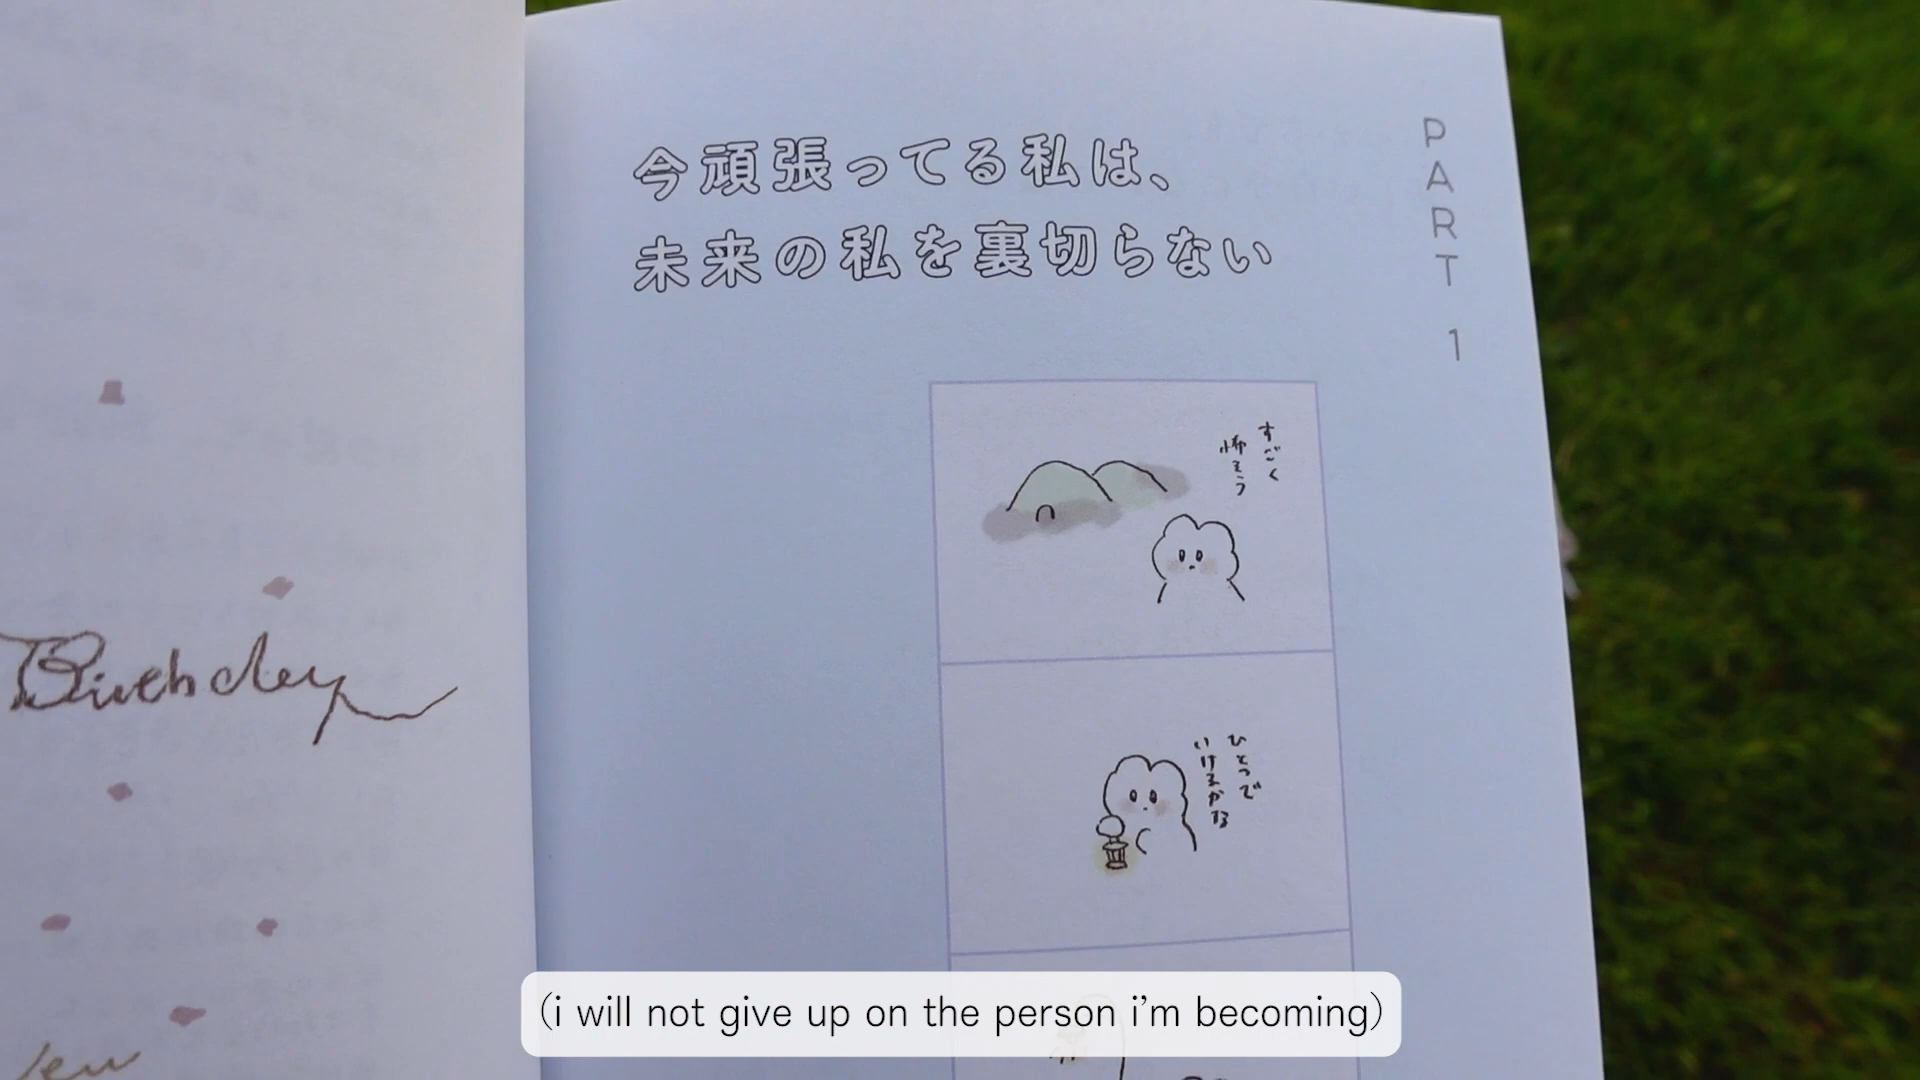 今頑張ってる私は、
未来の私を裏切らない
PART 1
すごく
怖そう
ひとつで
いけるかな
Birthday
(i will not give up on the person i'm becoming)